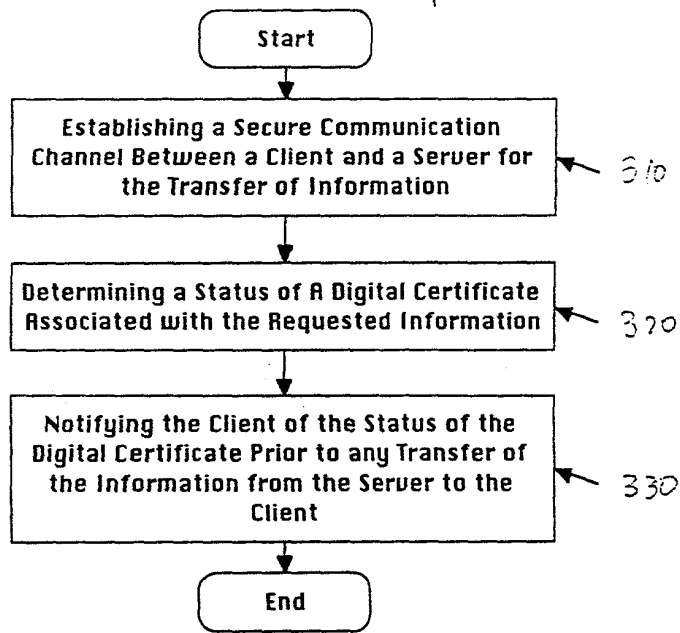 Start
Establishing a Secure Communication
Channel Between a Client and a Server for
the Transfer of Information
310
Determining a Status of A Digital Certificate
Associated with the Requested Information
320
Notifying the Client of the Status of the
Digital Certificate Prior to any Transfer of
the Information from the Server to the
Client
330
End